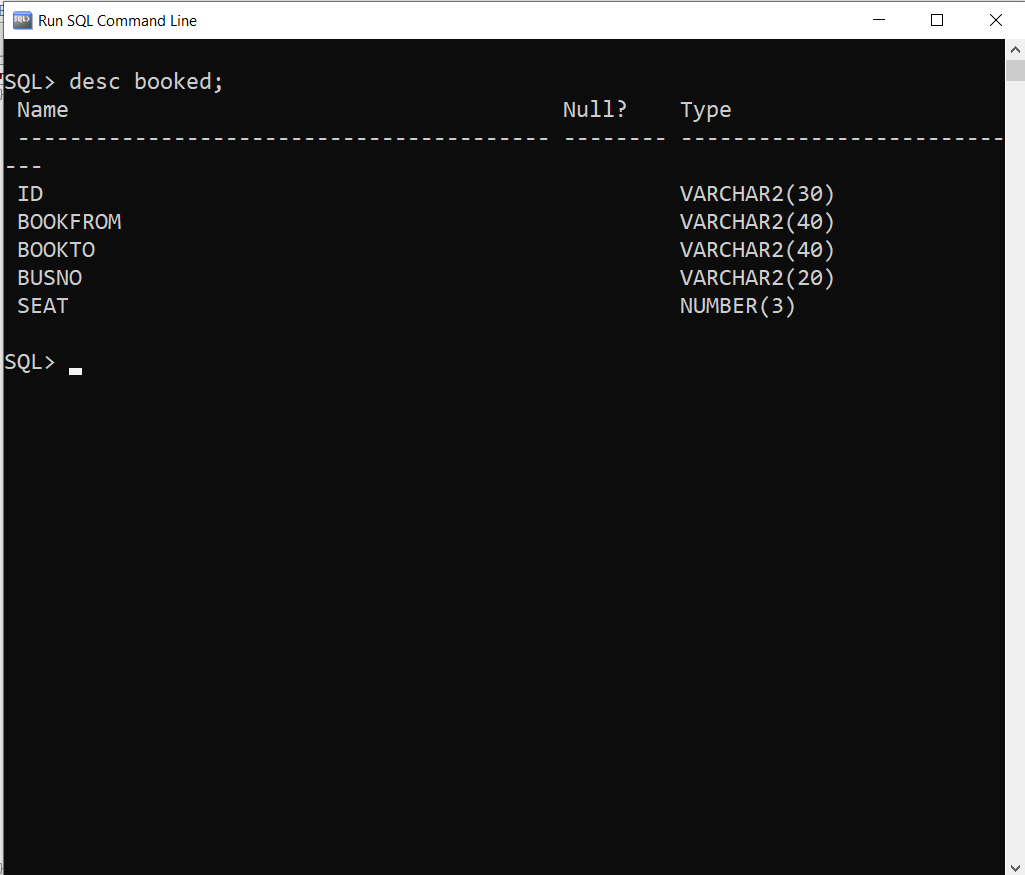 Run SQL Command Line
SQL> desc booked;
Name Null? Type
----------------------------------------- -------- -------------------------
---
ID VARCHAR2(30)
BOOKFROM VARCHAR2(40)
BOOKTO VARCHAR2(40)
BUSNO VARCHAR2(20)
SEAT NUMBER(3)
SQL>